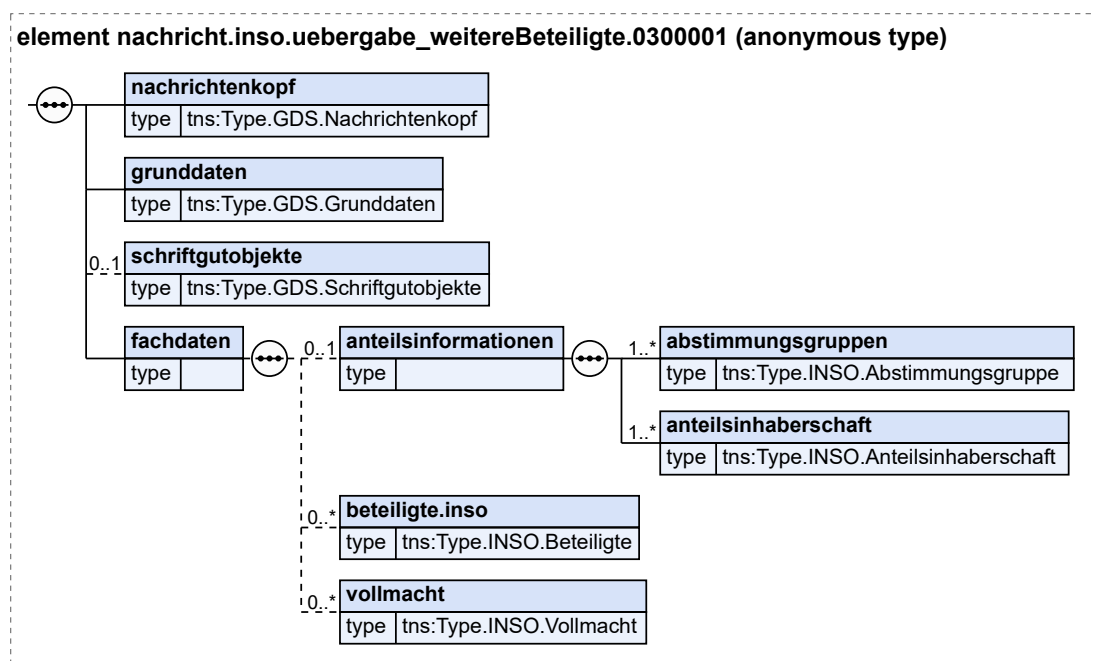 element nachricht.inso.uebergabe_weitereBeteiligte.0300001 (anonymous type)
nachrichtenkopf
type tns:Type.GDS.Nachrichtenkopf
grunddaten
type tns:Type.GDS.Grunddaten
0..1 schriftgutobjekte
type tns:Type.GDS.Schriftgutobjekte
fachdaten
type
0..1 anteilsinformationen
type
1..* abstimmungsgruppen
type tns:Type.INSO.Abstimmungsgruppe
1..* anteilsinhaberschaft
type tns:Type.INSO.Anteilsinhaberschaft
0..* beteiligte.inso
type tns:Type.INSO.Beteiligte
0..* vollmacht
type tns:Type.INSO.Vollmacht